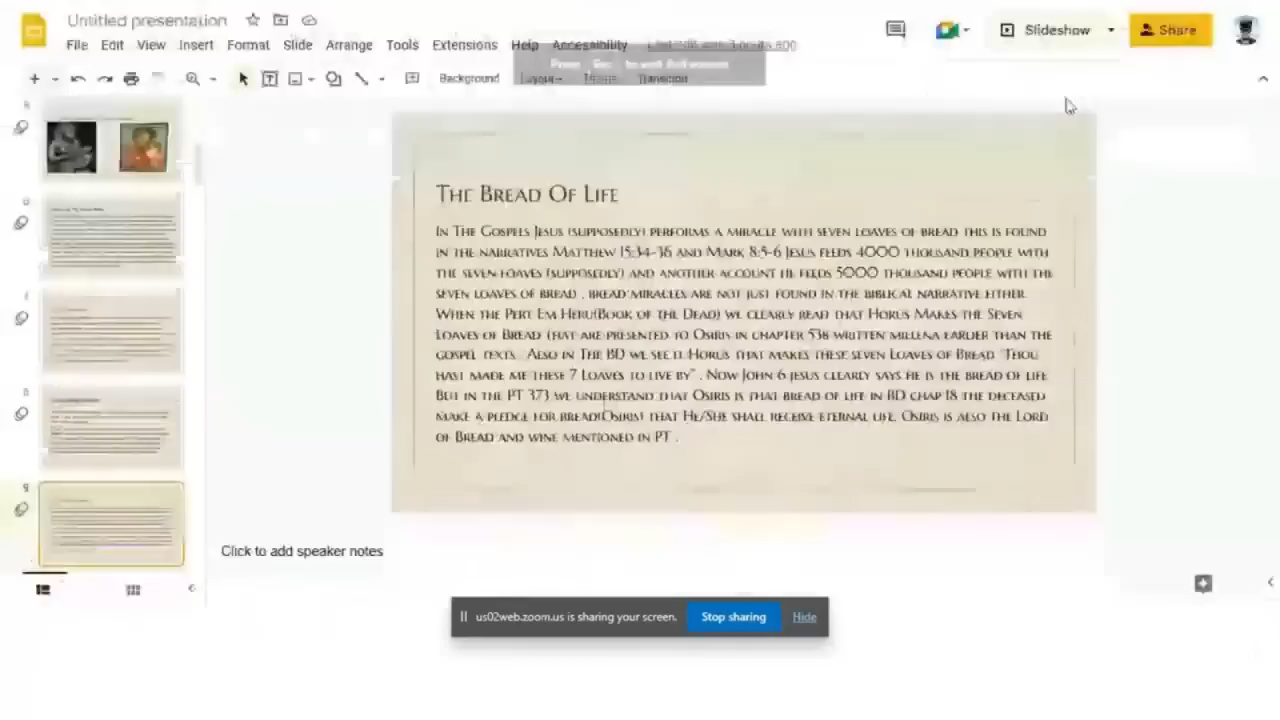 Untitled presentation
File Edit View Insert Format Slide Arrange Tools Extensions Help Accessibility
Slideshow
Share
Background
Transition
THE BREAD OF LIFE
IN THE GOSPELS JESUS (SUPPOSEDLY) PERFORMS A MIRACLE WITH SEVEN LOAVES OF BREAD THIS IS FOUND
IN THE NARRATIVES MATTHEW 15:34-36 AND MARK 8:5-6 JESUS FEEDS 4000 THOUSAND PEOPLE WITH
THE SEVEN LOAVES (SUPPOSEDLY) AND ANOTHER ACCOUNT HE FEEDS 5000 THOUSAND PEOPLE WITH THE
SEVEN LOAVES OF BREAD . BREAD MIRACLES ARE NOT JUST FOUND IN THE BIBLICAL NARRATIVE EITHER.
WHEN THE PERT EM HERU(BOOK OF THE DEAD) WE CLEARLY READ THAT HORUS MAKES THE SEVEN
LOAVES OF BREAD THAT ARE PRESENTED TO OSIRIS IN CHAPTER 53B WRITTEN MILLENA EARLIER THAN THE
GOSPEL TEXTS . ALSO IN THE BD WE SEE IT HORUS THAT MAKES THESE SEVEN LOAVES OF BREAD "THOU
HAST MADE ME THESE 7 LOAVES TO LIVE BY" . NOW JOHN 6 JESUS CLEARLY SAYS HE IS THE BREAD OF LIFE
BUT IN THE PT 373 WE UNDERSTAND THAT OSIRIS IS THAT BREAD OF LIFE IN BD CHAP 18 THE DECEASED
MAKE A PLEDGE FOR BREAD(OSIRIS) THAT HE/SHE SHALL RECEIVE ETERNAL LIFE. OSIRIS IS ALSO THE LORD
OF BREAD AND WINE MENTIONED IN PT .
9
Click to add speaker notes
us02web.zoom.us is sharing your screen.
Stop sharing
Hide